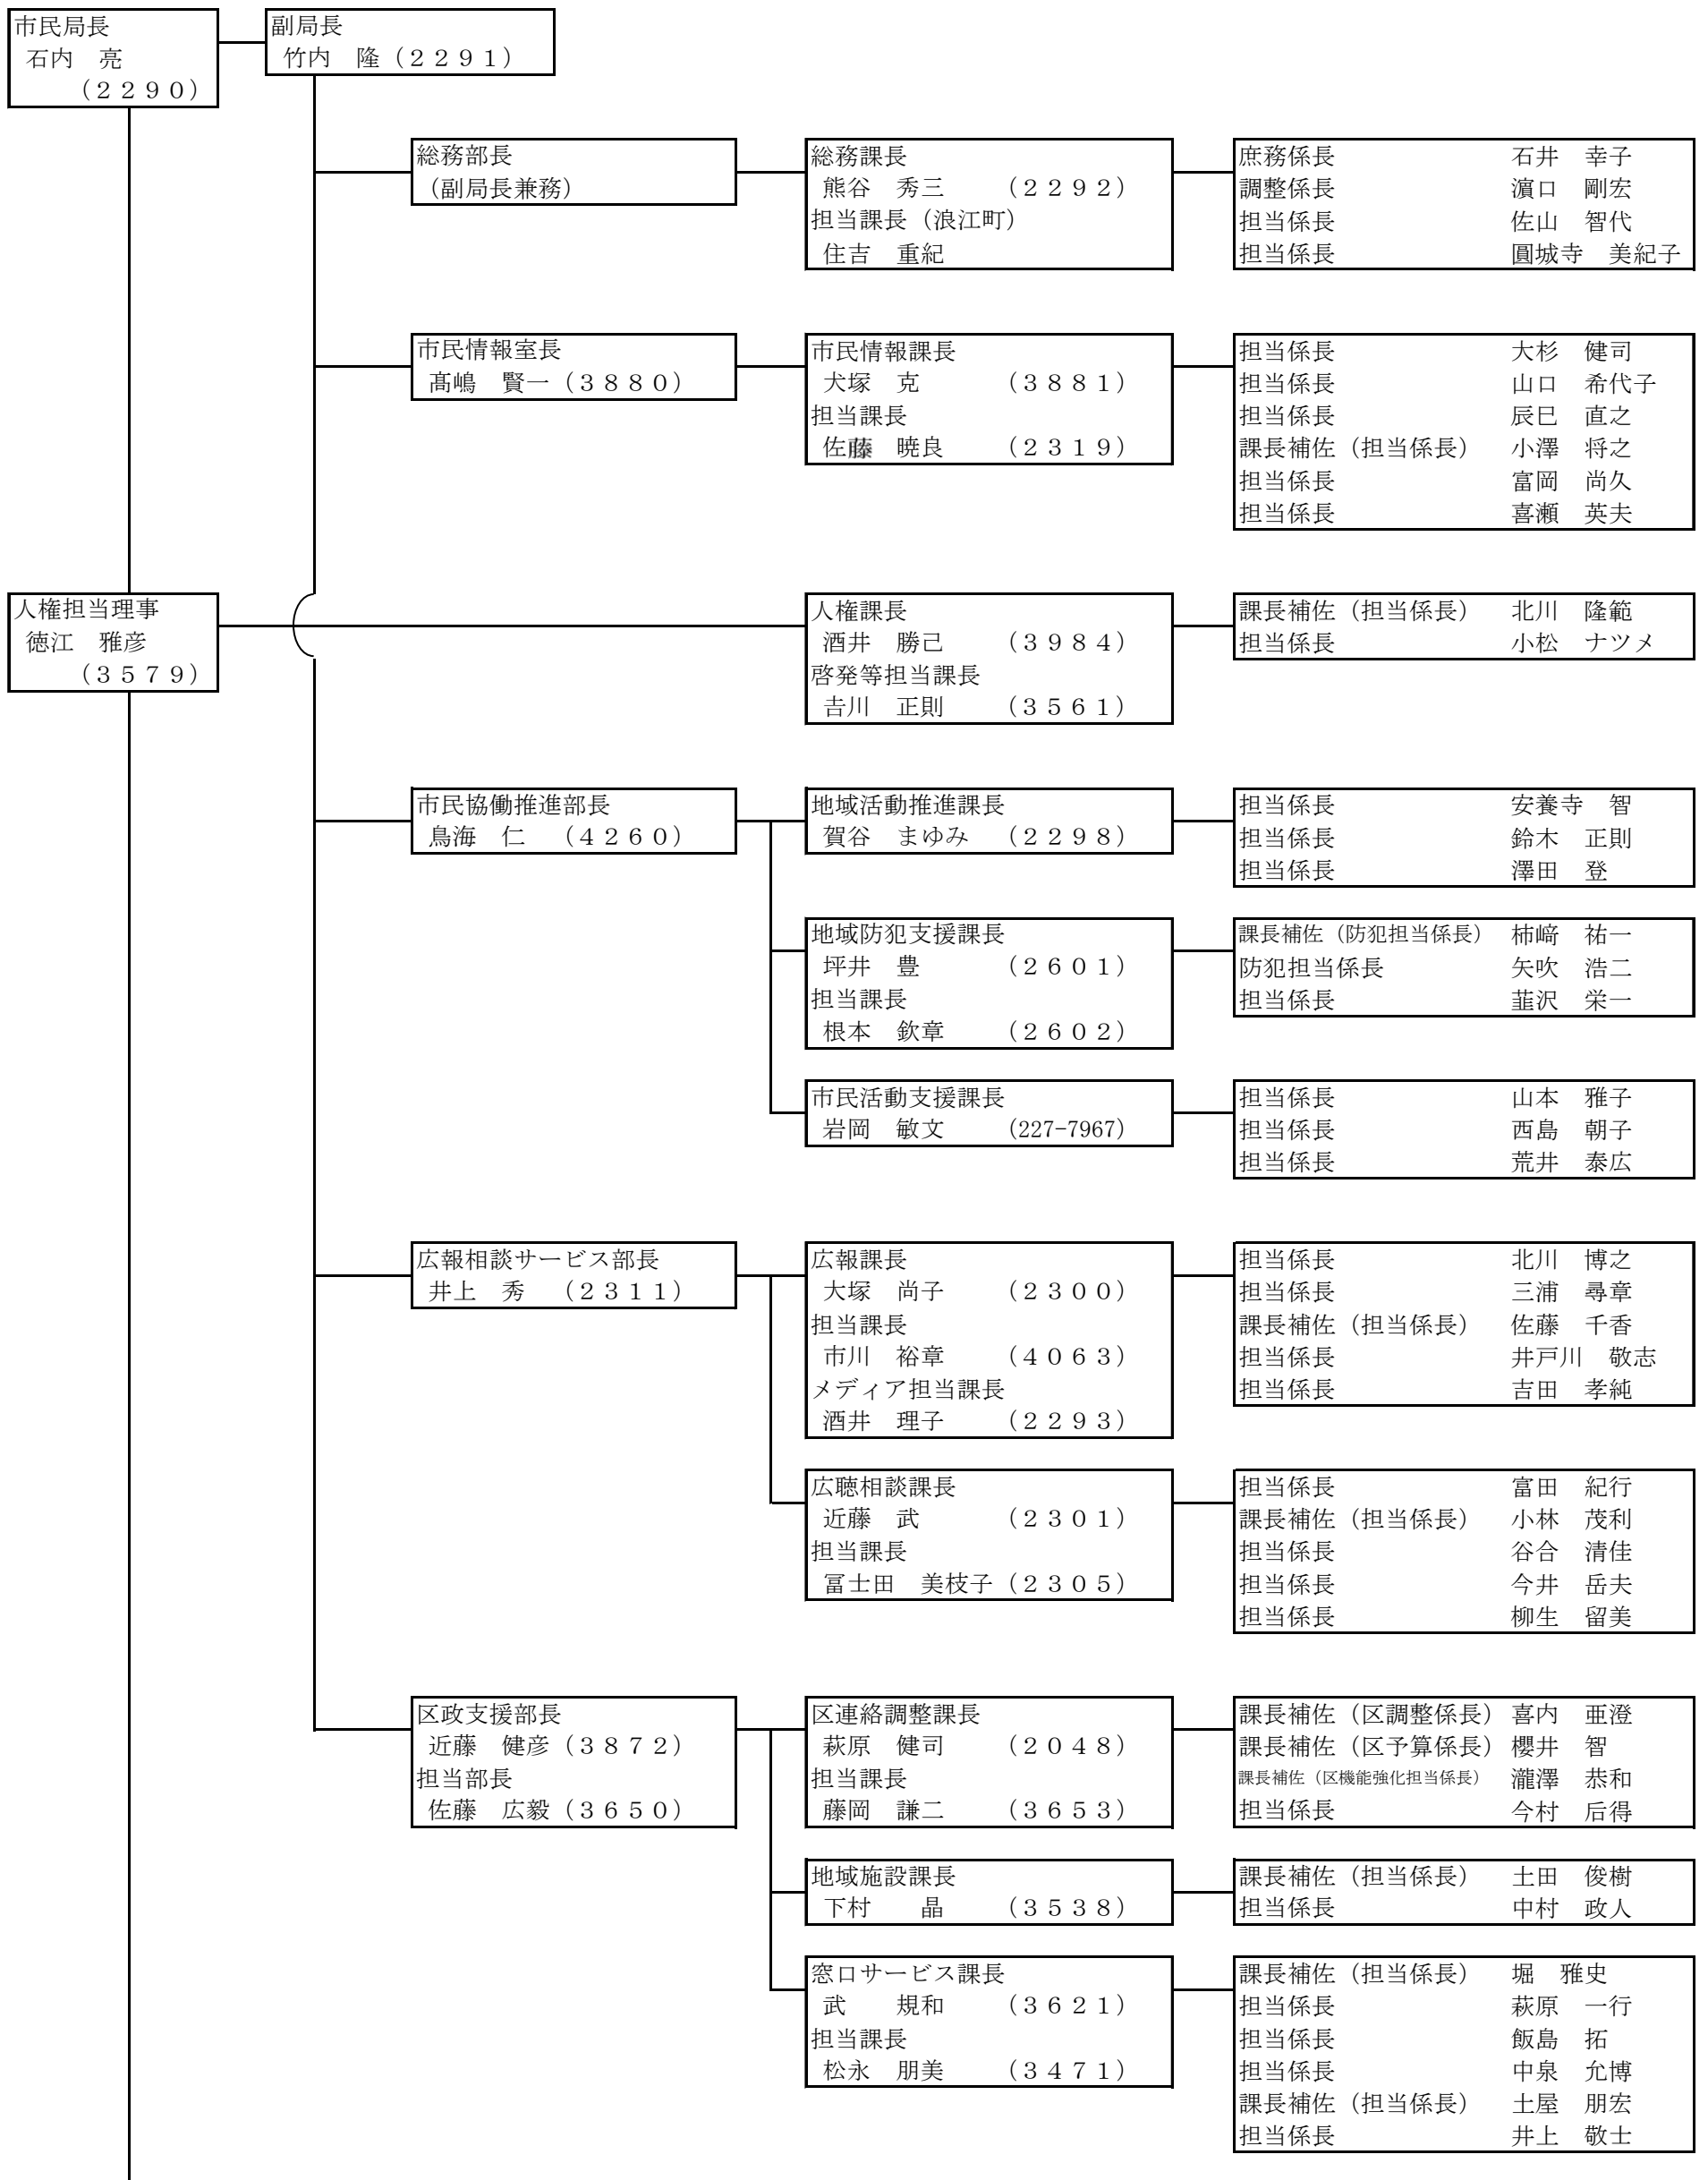 市民局長
石内　亮
（２２９０）
副局長
竹内　隆（２２９１）
総務部長
（副局長兼務）
総務課長
熊谷　秀三　（２２９２）
担当課長（浪江町）
住吉　重紀
庶務係長　石井　幸子
調整係長　濵口　剛宏
担当係長　佐山　智代
担当係長　圓城寺　美紀子
市民情報室長
髙嶋　賢一（３８８０）
市民情報課長
犬塚　克　（３８８１）
担当課長
佐藤　暁良　（２３１９）
担当係長　大杉　健司
担当係長　山口　希代子
担当係長　辰巳　直之
課長補佐（担当係長）　小澤　将之
担当係長　富岡　尚久
担当係長　喜瀬　英夫
人権担当理事
徳江　雅彦
（３５７９）
人権課長
酒井　勝己　（３９８４）
啓発等担当課長
𠮷川　正則　（３５６１）
課長補佐（担当係長）　北川　隆範
担当係長　小松　ナツメ
市民協働推進部長
鳥海　仁　（４２６０）
地域活動推進課長
賀谷　まゆみ　（２２９８）
担当係長　安養寺　智
担当係長　鈴木　正則
担当係長　澤田　登
地域防犯支援課長
坪井　豊　（２６０１）
担当課長
根本　欽章　（２６０２）
課長補佐（防犯担当係長）　柿﨑　祐一
防犯担当係長　矢吹　浩二
担当係長　韮沢　栄一
市民活動支援課長
岩岡　敏文　(227-7967)
担当係長　山本　雅子
担当係長　西島　朝子
担当係長　荒井　泰広
広報相談サービス部長
井上　秀　（２３１１）
広報課長
大塚　尚子　（２３００）
担当課長
市川　裕章　（４０６３）
メディア担当課長
酒井　理子　（２２９３）
担当係長　北川　博之
担当係長　三浦　尋章
課長補佐（担当係長）　佐藤　千香
担当係長　井戸川　敬志
担当係長　吉田　孝純
広聴相談課長
近藤　武　（２３０１）
担当課長
冨士田　美枝子（２３０５）
担当係長　富田　紀行
課長補佐（担当係長）　小林　茂利
担当係長　谷合　清佳
担当係長　今井　岳夫
担当係長　柳生　留美
区政支援部長
近藤　健彦（３８７２）
担当部長
佐藤　広毅（３６５０）
区連絡調整課長
萩原　健司　（２０４８）
担当課長
藤岡　謙二　（３６５３）
課長補佐（区調整係長）　喜内　亜澄
課長補佐（区予算係長）　櫻井　智
課長補佐（区機能強化担当係長）　瀧澤　恭和
担当係長　今村　后得
地域施設課長
下村　　晶　（３５３８）
課長補佐（担当係長）　土田　俊樹
担当係長　中村　政人
窓口サービス課長
武　　規和　（３６２１）
担当課長
松永　朋美　（３４７１）
課長補佐（担当係長）　堀　雅史
担当係長　萩原　一行
担当係長　飯島　拓
担当係長　中泉　允博
課長補佐（担当係長）　土屋　朋宏
担当係長　井上　敬士